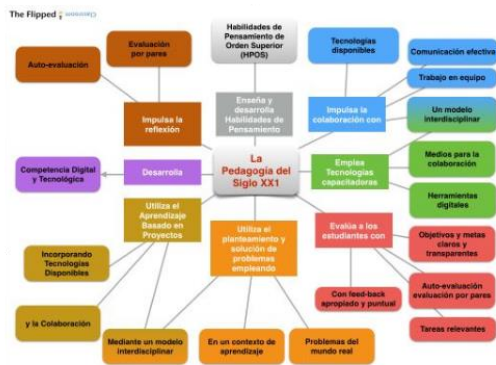 The Flipped
Classroom
Habilidades de
Pensamiento de
Orden Superior
(HPOS)
Tecnologías
disponibles
Comunicación efectiva
Trabajo en equipo
Un modelo
interdisciplinar
Evaluación
por pares
Auto-evaluación
Impulsa la
reflexión
Enseña y
desarrolla
Habilidades de
Pensamiento
Impulsa la
colaboración con
La
Pedagogía del
Siglo XX1
Emplea
Tecnologías
capacitadoras
Medios para la
colaboración
Herramientas
digitales
Competencia Digital
y Tecnológica
Desarrolla
Utiliza el
Aprendizaje
Basado en
Proyectos
Utiliza el
planteamiento y
solución de
problemas
empleando
Evalúa a los
estudiantes con
Objetivos y metas
claros y
transparentes
Incorporando
Tecnologías
Disponibles
Con feed-back
apropiado y puntual
Auto-evaluación
evaluación por pares
Tareas relevantes
y la Colaboración
Mediante un modelo
interdisciplinar
En un contexto de
aprendizaje
Problemas del
mundo real